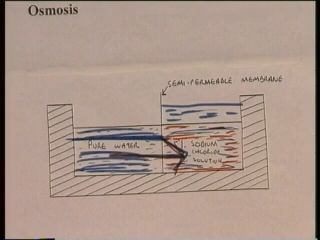 Osmosis
SEMI-PERMEABLE MEMBRANE
PURE WATER
SODIUM
CHLORIDE
SOLUTION